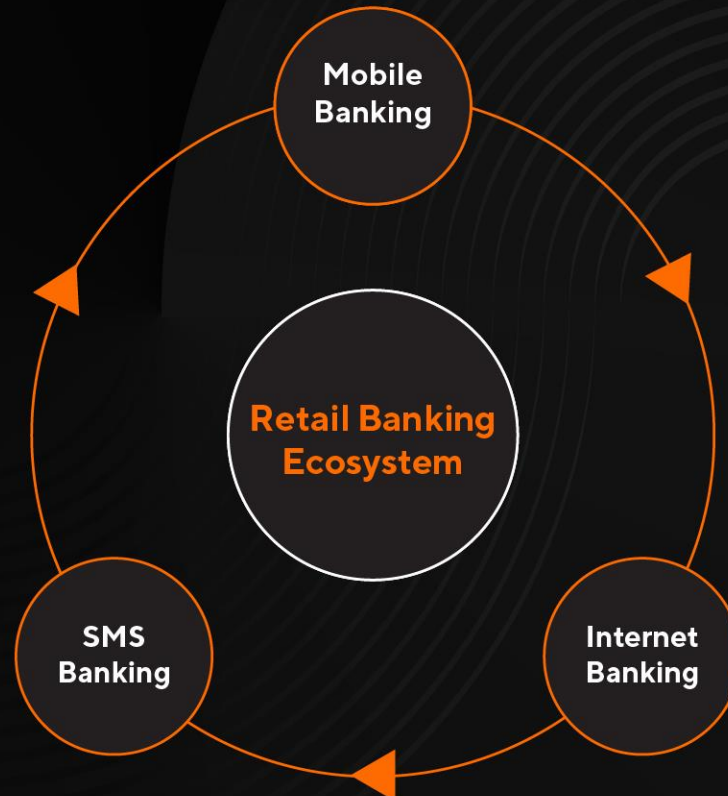 Mobile
Banking
Retail Banking
Ecosystem
SMS
Banking
Internet
Banking